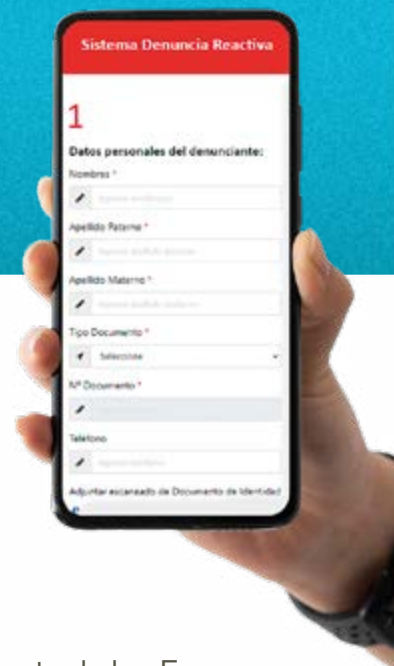 Sistema Denuncia Reactiva
1
Datos personales del denunciante:
Nombres *
Apellido Paterno *
Apellido Materno *
Tipo Documento *
Seleccione
Nº Documento *
Teléfono
Adjuntar escaneado de Documento de Identidad